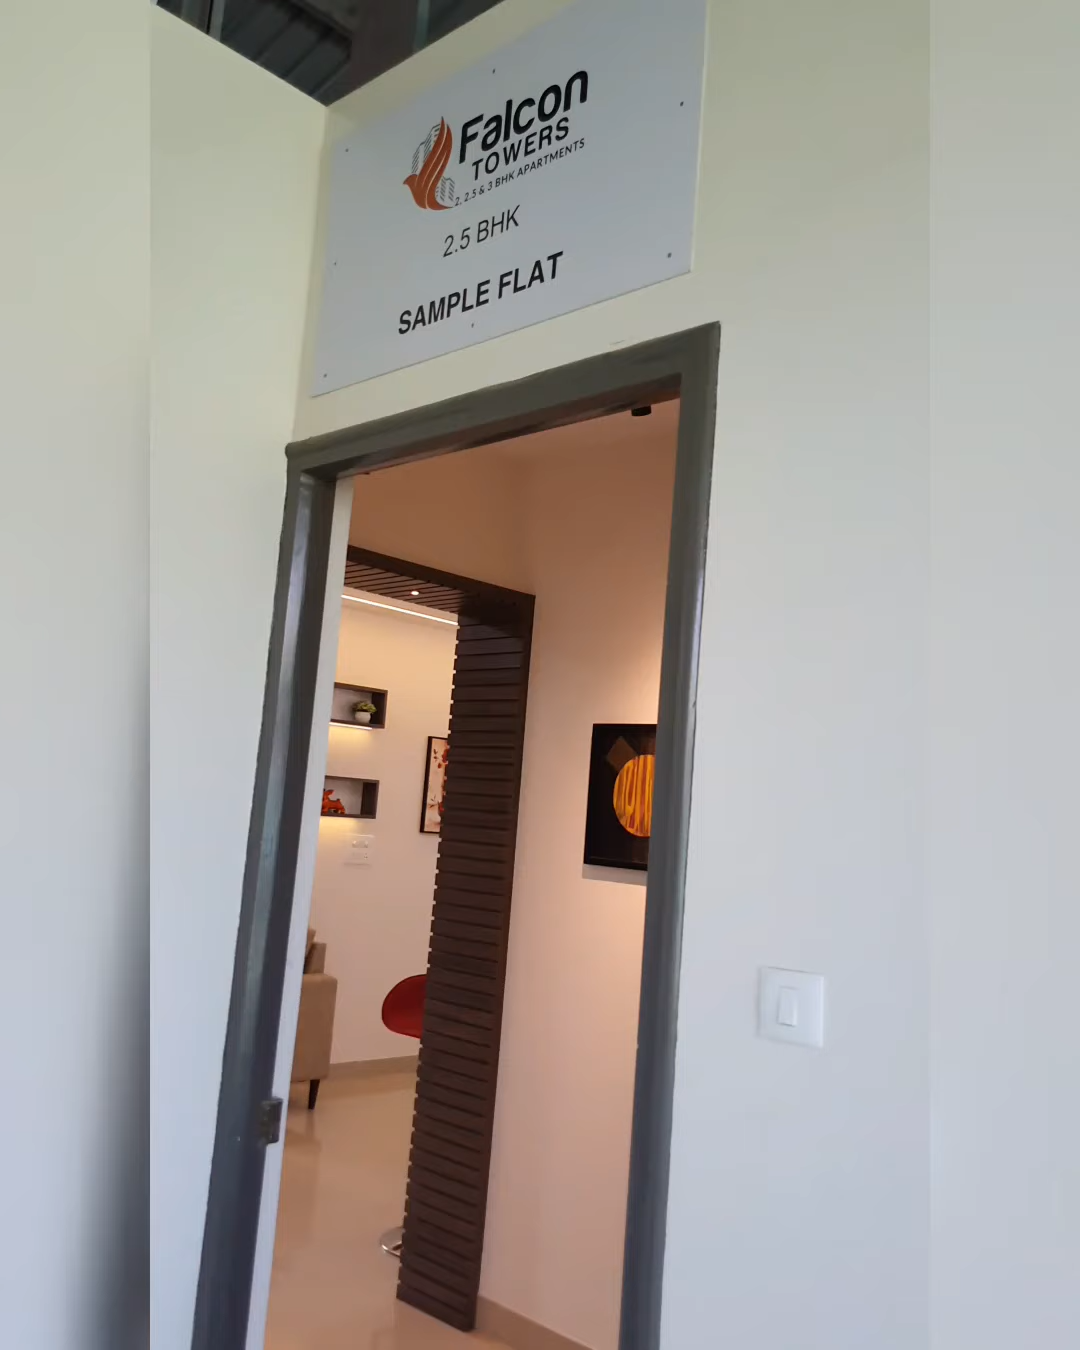 Falcon
TOWERS
2, 2.5 & 3 BHK APARTMENTS
2.5 BHK
SAMPLE FLAT